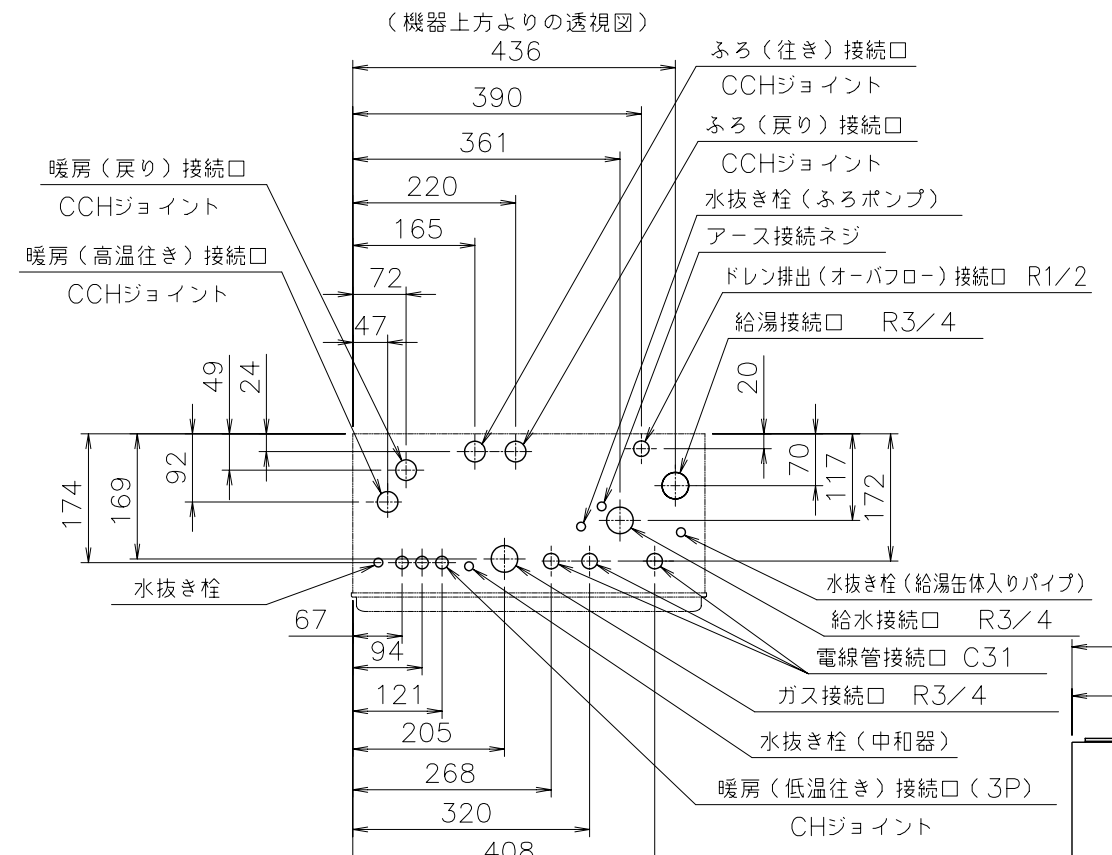 （機器上方よりの透視図）
436
ふろ（往き）接続口
CCHジョイント
390
ふろ（戻り）接続口
361
CCHジョイント
暖房（戻り）接続口
220
水抜き栓（ふろポンプ）
CCHジョイント
165
アース接続ネジ
暖房（高温往き）接続口
72
ドレン排出（オーバフロー）接続口 R1/2
CCHジョイント
47
給湯接続口 R3/4
49
24
20
92
70
174
169
117
172
水抜き栓
水抜き栓（給湯缶体入りパイプ）
67
給水接続口 R3/4
94
電線管接続口 C31
121
ガス接続口 R3/4
205
水抜き栓（中和器）
268
暖房（低温往き）接続口（3P）
320
CHジョイント
408